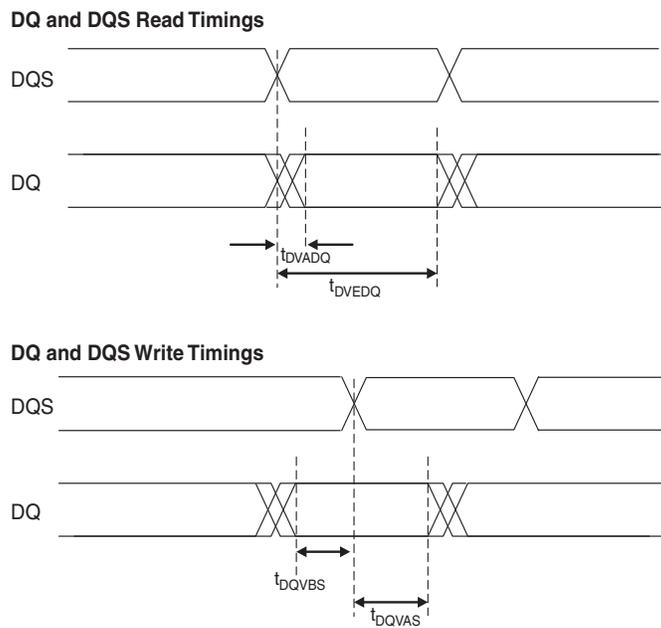 DQ and DQS Read Timings
DQS
DQ
tDVADQ
tDVEDQ
DQ and DQS Write Timings
DQS
DQ
tDQVBS
tDQVAS